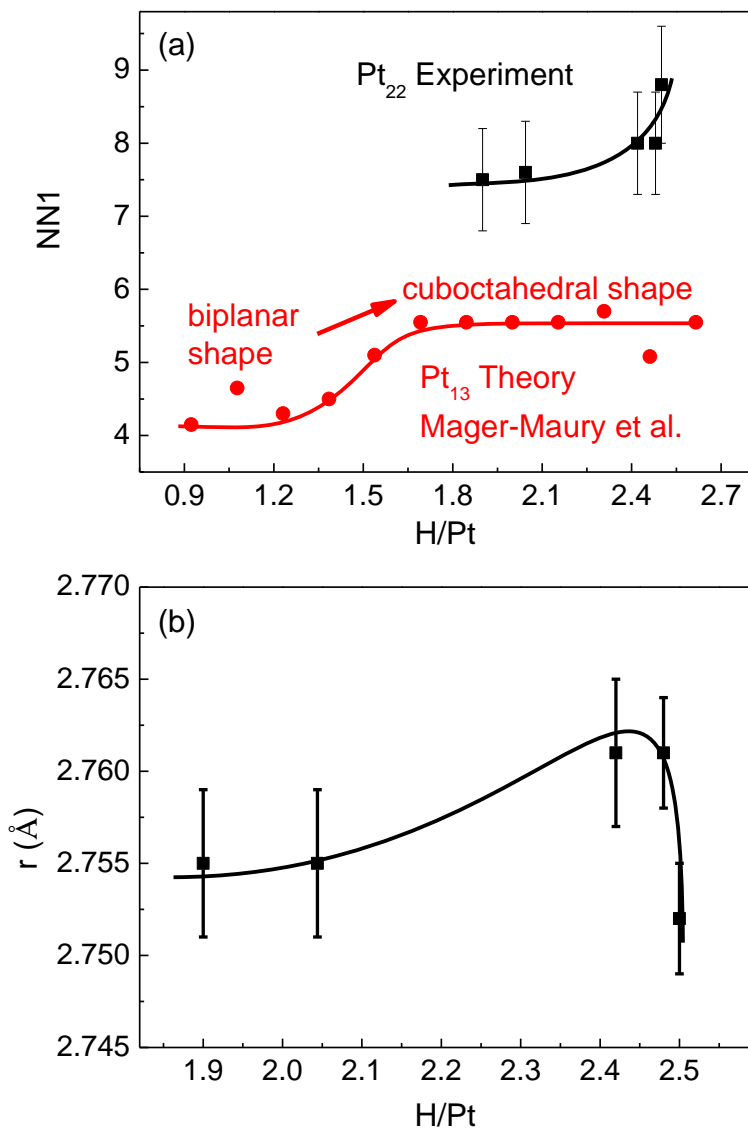 (a)
Pt22 Experiment
9
8
7
6
5
4
NN1
cuboctahedral shape
biplanar
shape
Pt13 Theory
Mager-Maury et al.
0.9 1.2 1.5 1.8 2.1 2.4 2.7
H/Pt
(b)
2.770
2.765
2.760
2.755
2.750
2.745
r (Å)
1.9 2.0 2.1 2.2 2.3 2.4 2.5
H/Pt